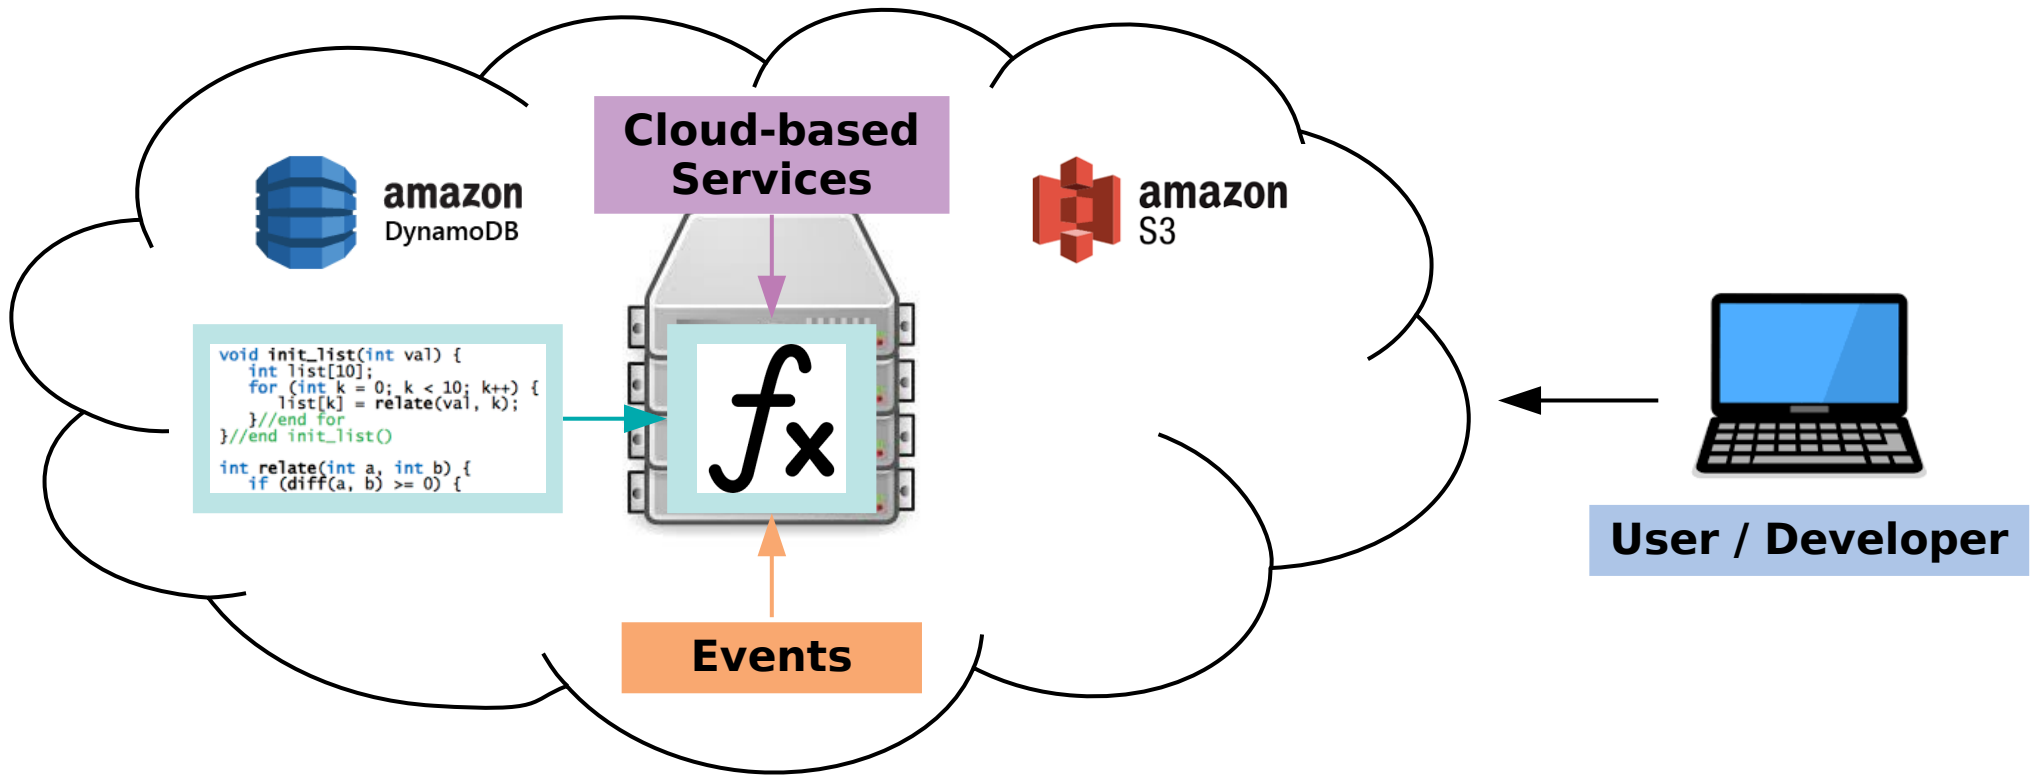 Cloud-based
Services
amazon
DynamoDB
amazon
S3
void init_list(int val) {
int list[10];
for (int k = 0; k < 10; k++) {
list[k] = relate(val, k);
}//end for
}//end init_list()
int relate(int a, int b) {
if (diff(a, b) >= 0) {
fx
User / Developer
Events